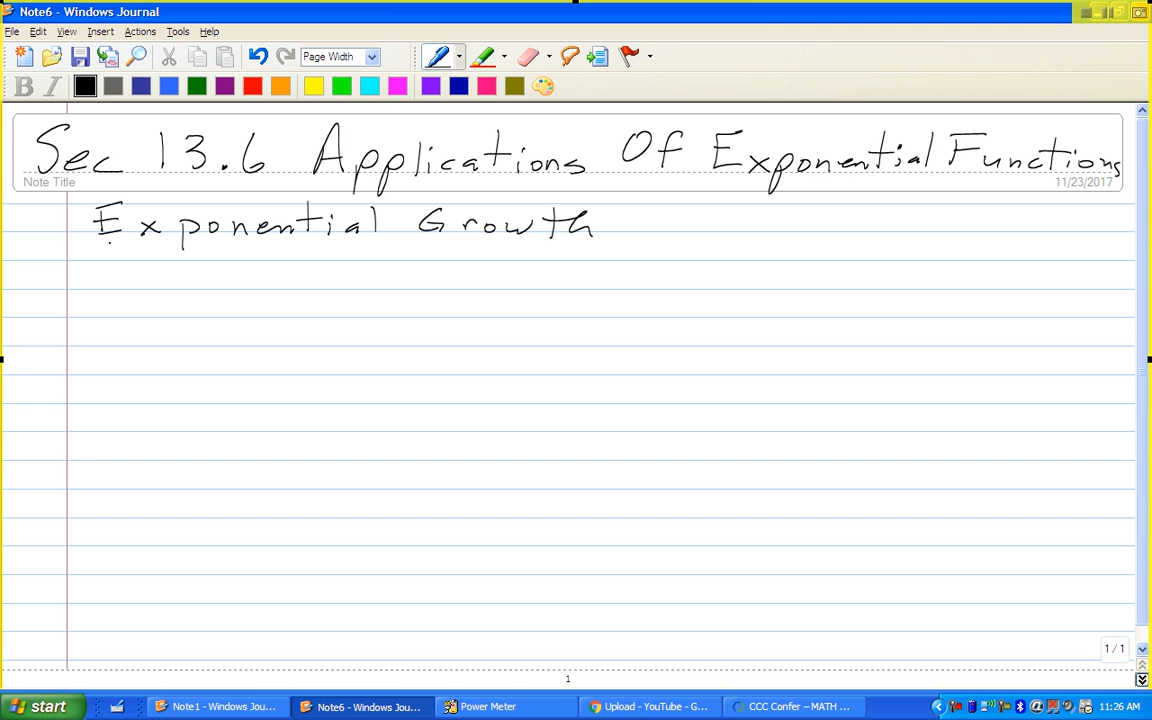 Note6 - Windows Journal
File Edit View Insert Actions Tools Help
Page Width
B I
Sec 13.6 Applications Of Exponential Functions
Note Title
11/23/2017
Exponential Growth
1 / 1
1
start
Note1 - Windows Jou...
Note6 - Windows Jou...
Power Meter
Upload - YouTube - G...
CCC Confer – MATH ...
11:26 AM